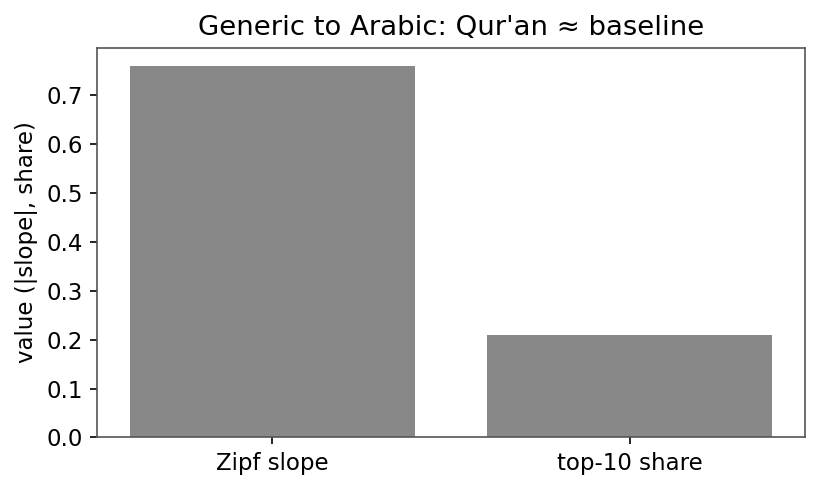 Generic to Arabic: Qur'an ≈ baseline
value (|slope|, share)
0.7
0.6
0.5
0.4
0.3
0.2
0.1
0.0
Zipf slope
top-10 share